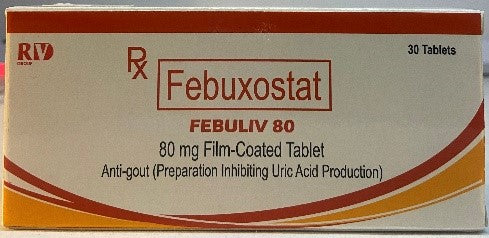 RV
GROUP
30 Tablets
Rx
Febuxostat
FEBULIV 80
80 mg Film-Coated Tablet
Anti-gout (Preparation Inhibiting Uric Acid Production)